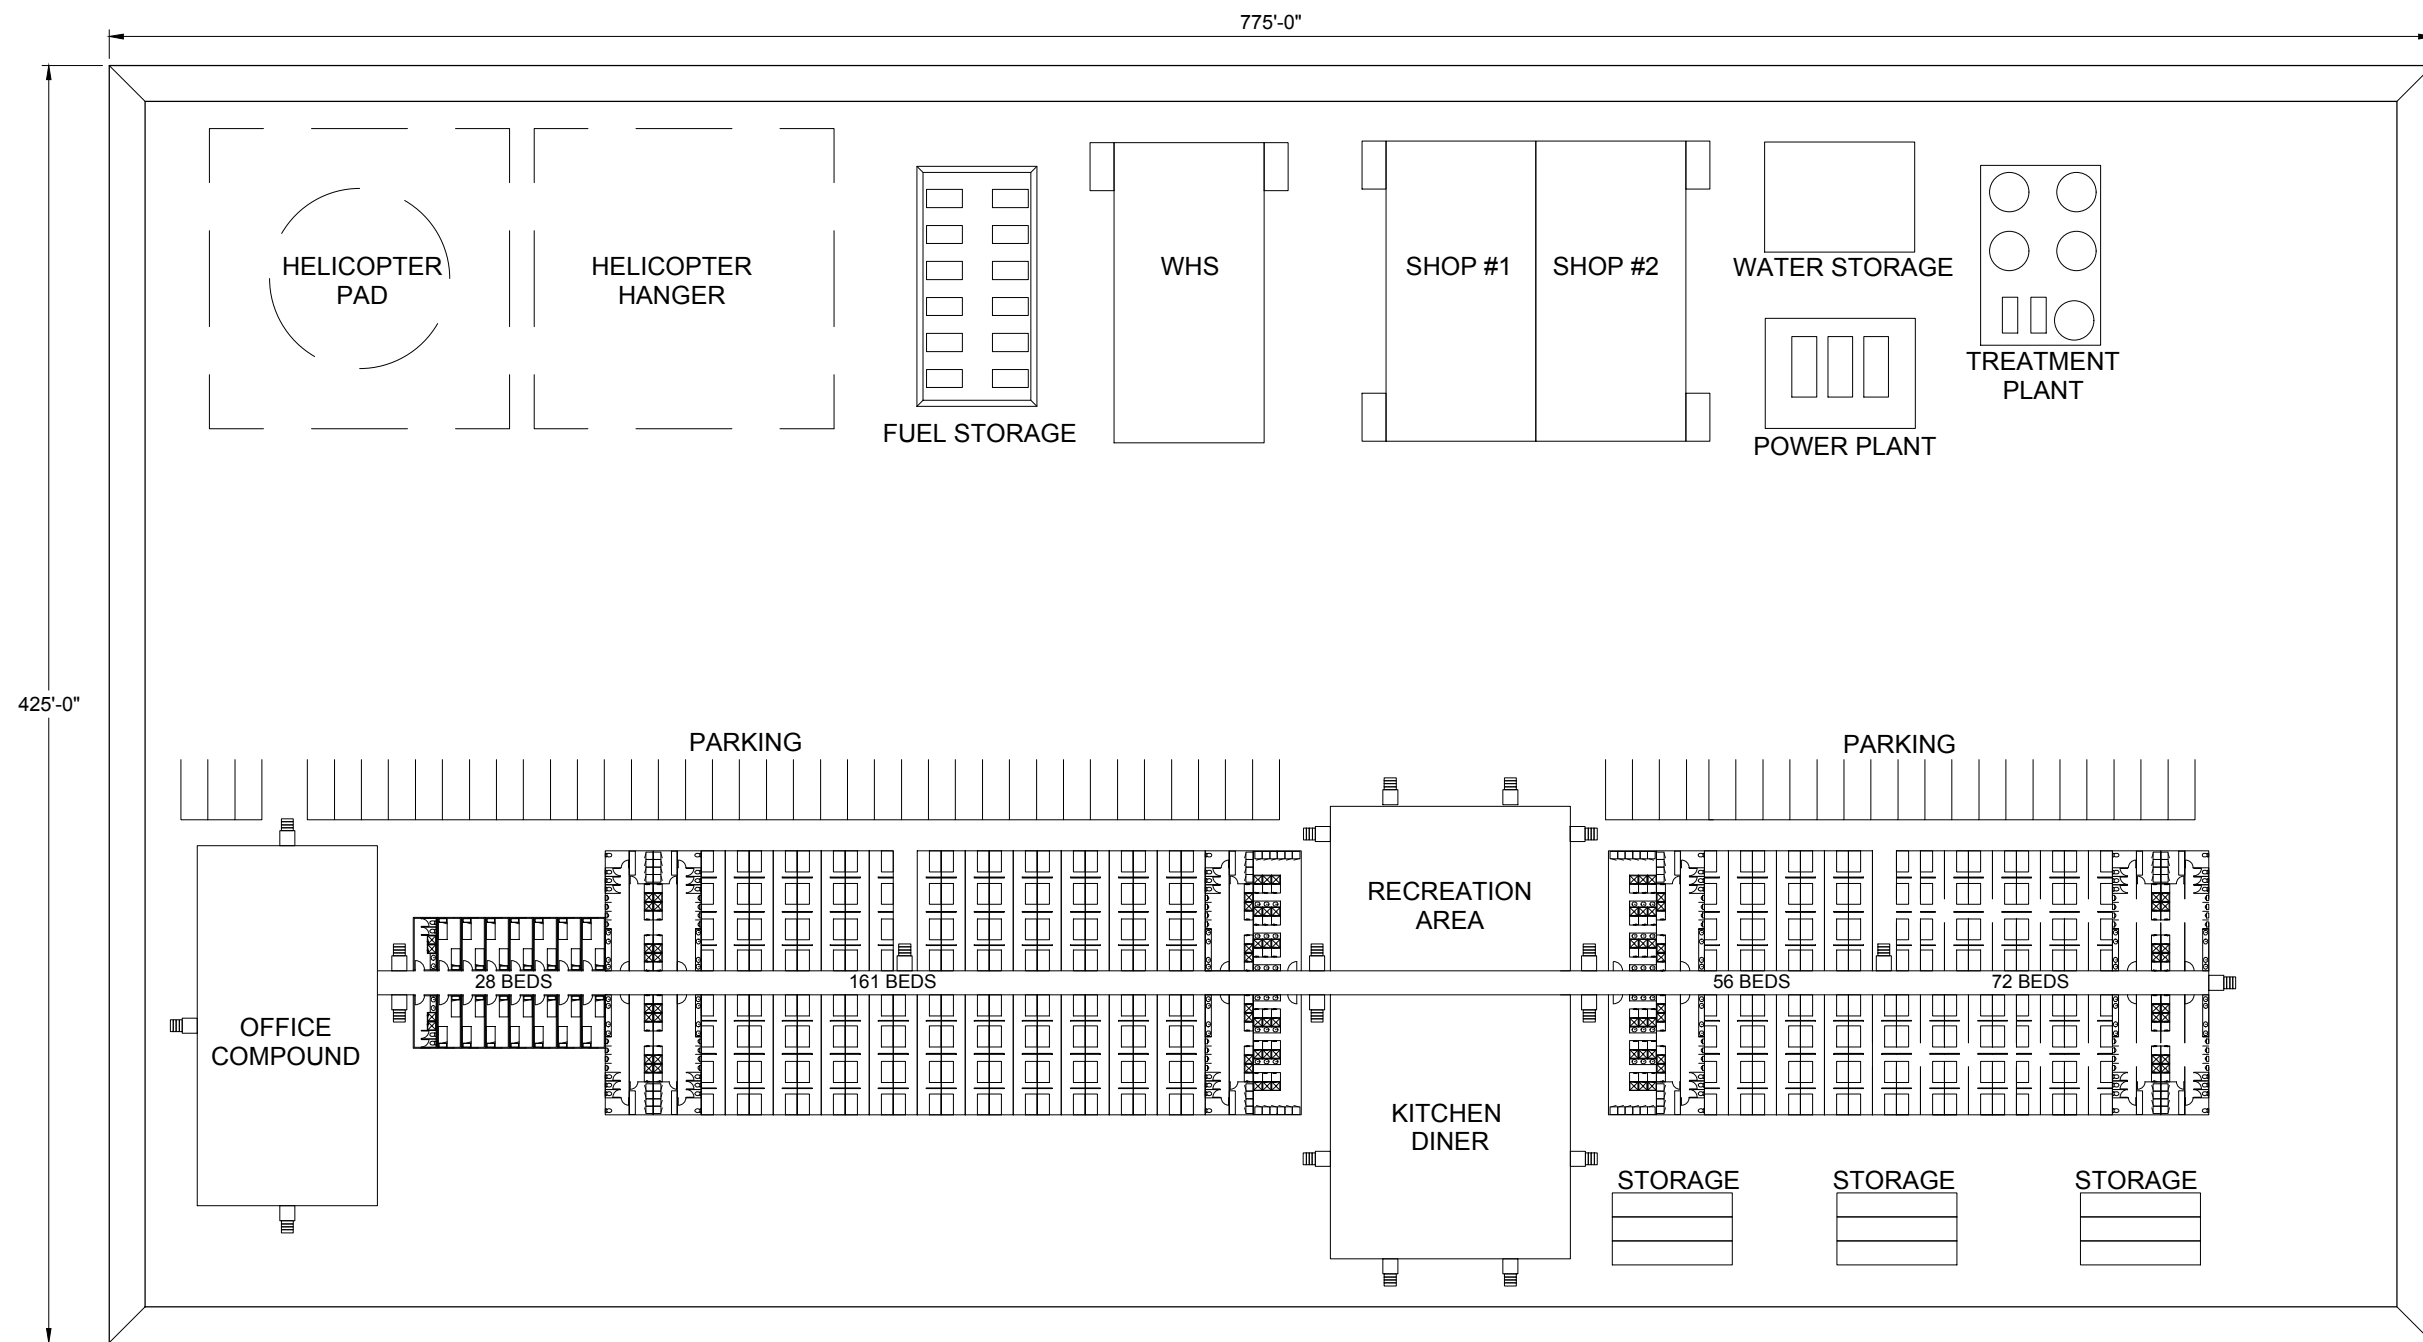 775'-0"
HELICOPTER
PAD
HELICOPTER
HANGER
FUEL STORAGE
WHS
SHOP #1
SHOP #2
WATER STORAGE
POWER PLANT
TREATMENT
PLANT
425'-0"
PARKING
PARKING
OFFICE
COMPOUND
28 BEDS
161 BEDS
RECREATION
AREA
KITCHEN
DINER
56 BEDS
72 BEDS
STORAGE
STORAGE
STORAGE